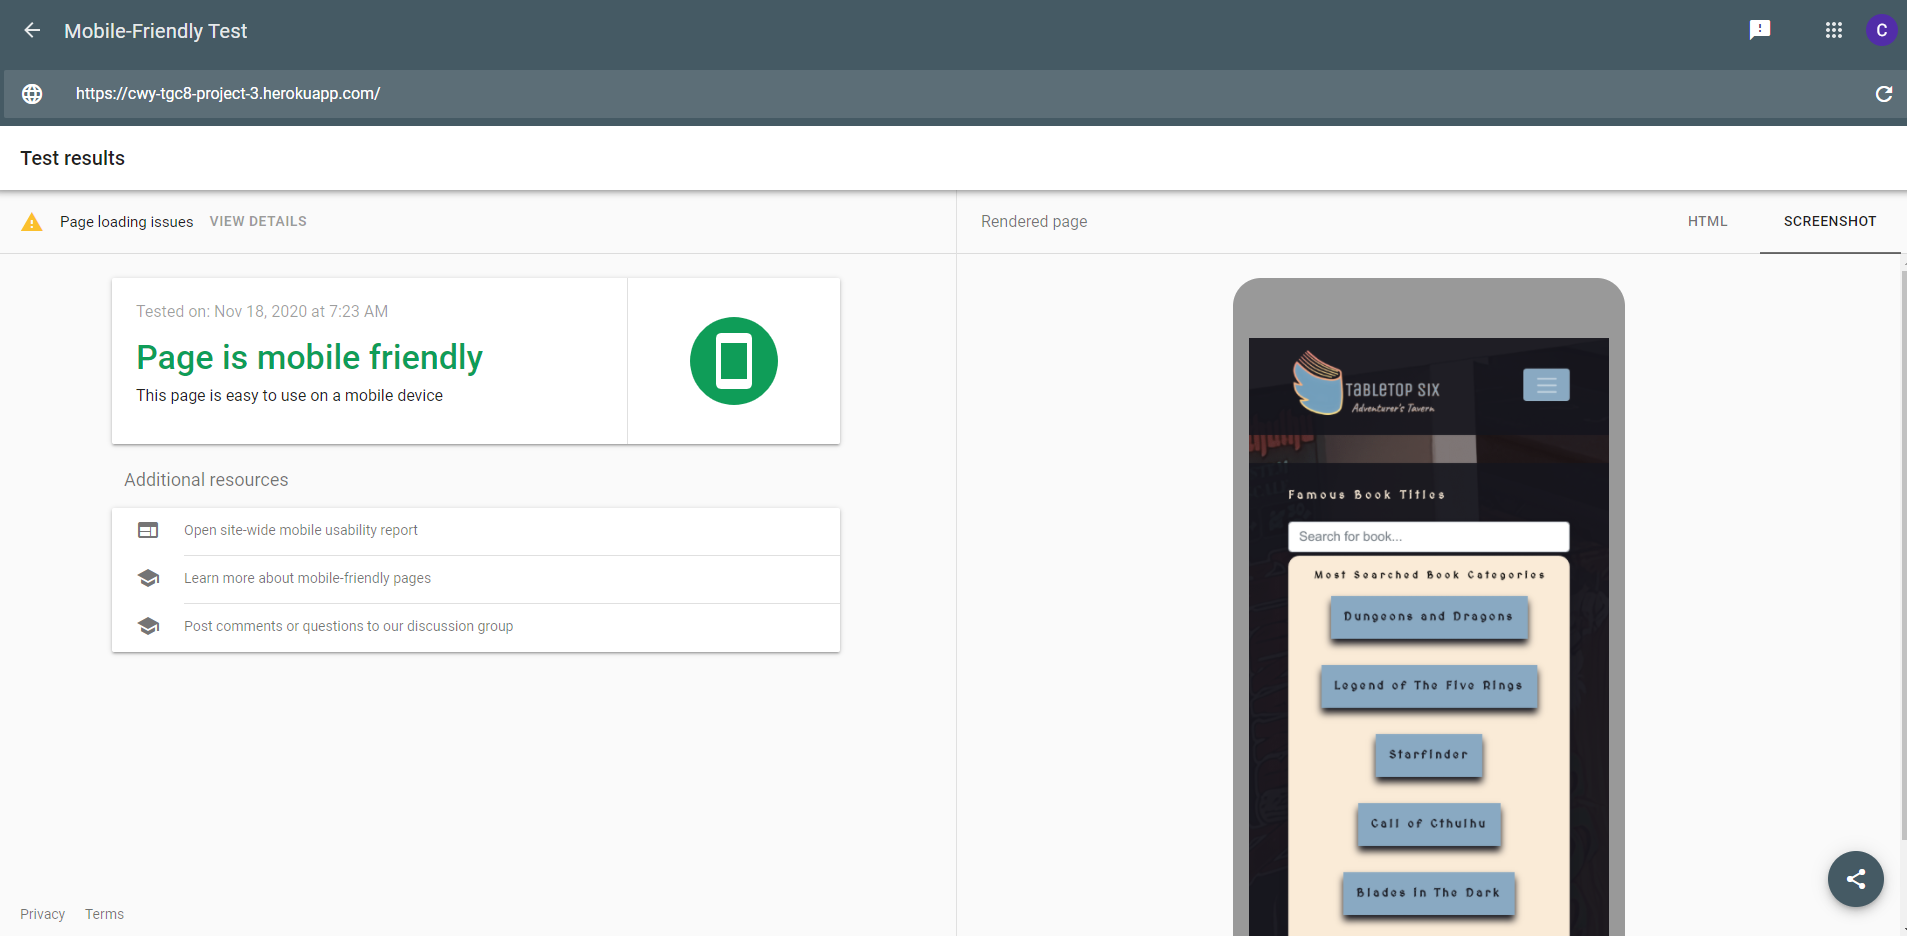 Mobile-Friendly Test
C
https://cwy-tgc8-project-3.herokuapp.com/
Test results
Page loading issues VIEW DETAILS
Tested on: Nov 18, 2020 at 7:23 AM
Page is mobile friendly
This page is easy to use on a mobile device
Additional resources
Open site-wide mobile usability report
Learn more about mobile-friendly pages
Post comments or questions to our discussion group
Privacy Terms
Rendered page HTML SCREENSHOT
TABLETOP SIX
Adventurer's Tavern
Famous Book Titles
Search for book...
Most Searched Book Categories
Dungeons and Dragons
Legend of The Five Rings
Starfinder
Call of Cthulhu
Blades In The Dark